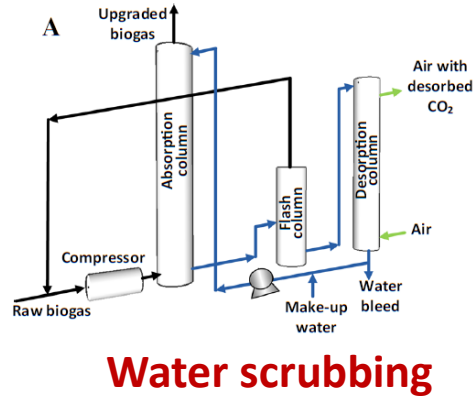 A
Upgraded
biogas
Air with
desorbed
CO₂
Absorption
column
Flash
column
Desorption
column
Air
Compressor
Raw biogas
Make-up
water
Water
bleed
Water scrubbing